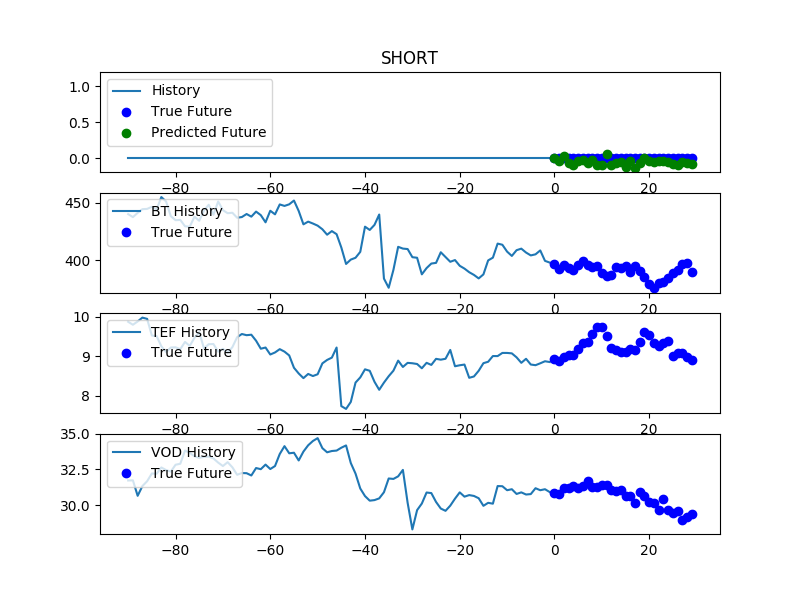 SHORT
1.0
0.5
0.0
History
True Future
Predicted Future
−80 −60 −40 −20 0 20
450
400
BT History
True Future
−80 −60 −40 −20 0 20
10
9
8
TEF History
True Future
−80 −60 −40 −20 0 20
35.0
32.5
30.0
VOD History
True Future
−80 −60 −40 −20 0 20